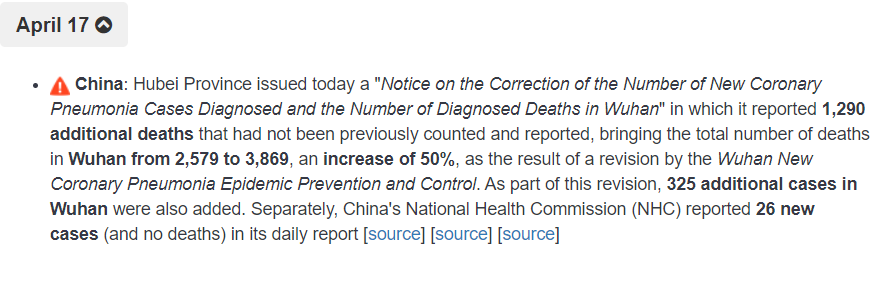 April 17
China: Hubei Province issued today a "Notice on the Correction of the Number of New Coronary
Pneumonia Cases Diagnosed and the Number of Diagnosed Deaths in Wuhan" in which it reported 1,290
additional deaths that had not been previously counted and reported, bringing the total number of deaths
in Wuhan from 2,579 to 3,869, an increase of 50%, as the result of a revision by the Wuhan New
Coronary Pneumonia Epidemic Prevention and Control. As part of this revision, 325 additional cases in
Wuhan were also added. Separately, China's National Health Commission (NHC) reported 26 new
cases (and no deaths) in its daily report [source] [source] [source]